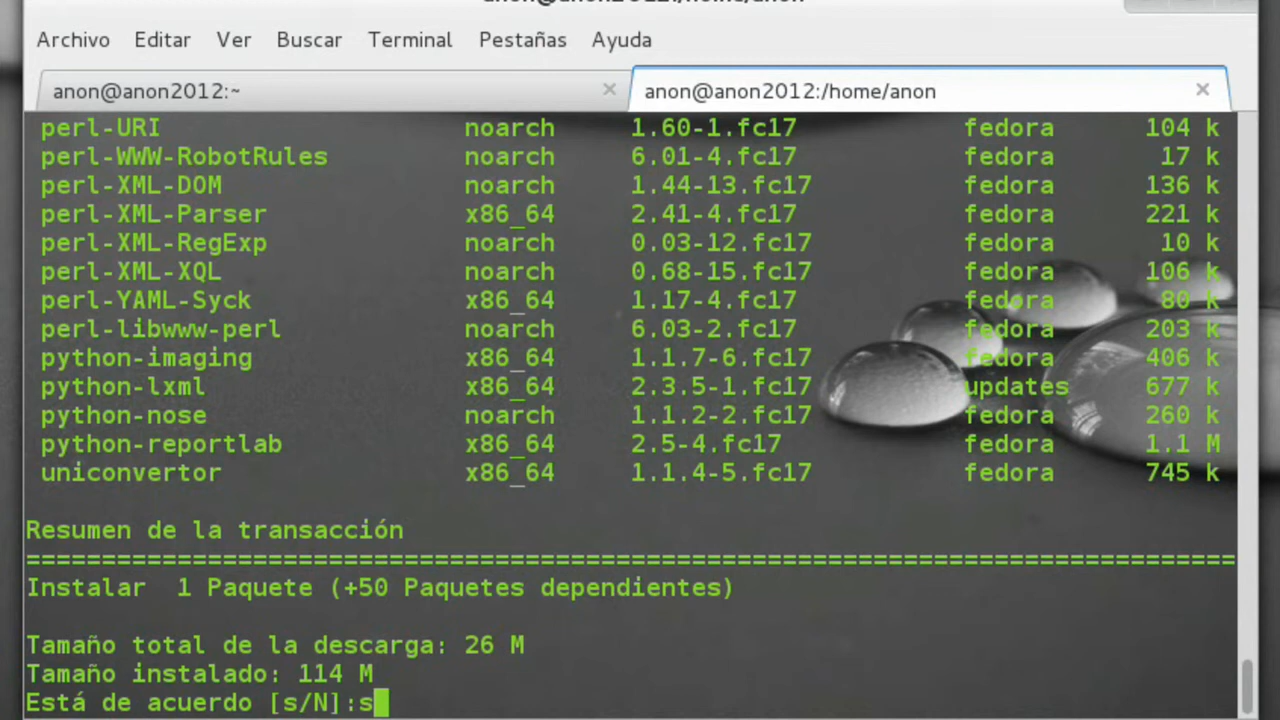 Archivo Editar Ver Buscar Terminal Pestañas Ayuda
anon@anon2012:~ × anon@anon2012:/home/anon ×
perl-URI noarch 1.60-1.fc17 fedora 104 k
perl-WWW-RobotRules noarch 6.01-4.fc17 fedora 17 k
perl-XML-DOM noarch 1.44-13.fc17 fedora 136 k
perl-XML-Parser x86_64 2.41-4.fc17 fedora 221 k
perl-XML-RegExp noarch 0.03-12.fc17 fedora 10 k
perl-XML-XQL noarch 0.68-15.fc17 fedora 106 k
perl-YAML-Syck x86_64 1.17-4.fc17 fedora 80 k
perl-libwww-perl noarch 6.03-2.fc17 fedora 203 k
python-imaging x86_64 1.1.7-6.fc17 fedora 406 k
python-lxml x86_64 2.3.5-1.fc17 updates 677 k
python-nose noarch 1.1.2-2.fc17 fedora 260 k
python-reportlab x86_64 2.5-4.fc17 fedora 1.1 M
uniconvertor x86_64 1.1.4-5.fc17 fedora 745 k
Resumen de la transacción
================================================================================
Instalar 1 Paquete (+50 Paquetes dependientes)
Tamaño total de la descarga: 26 M
Tamaño instalado: 114 M
Está de acuerdo [s/N]:s